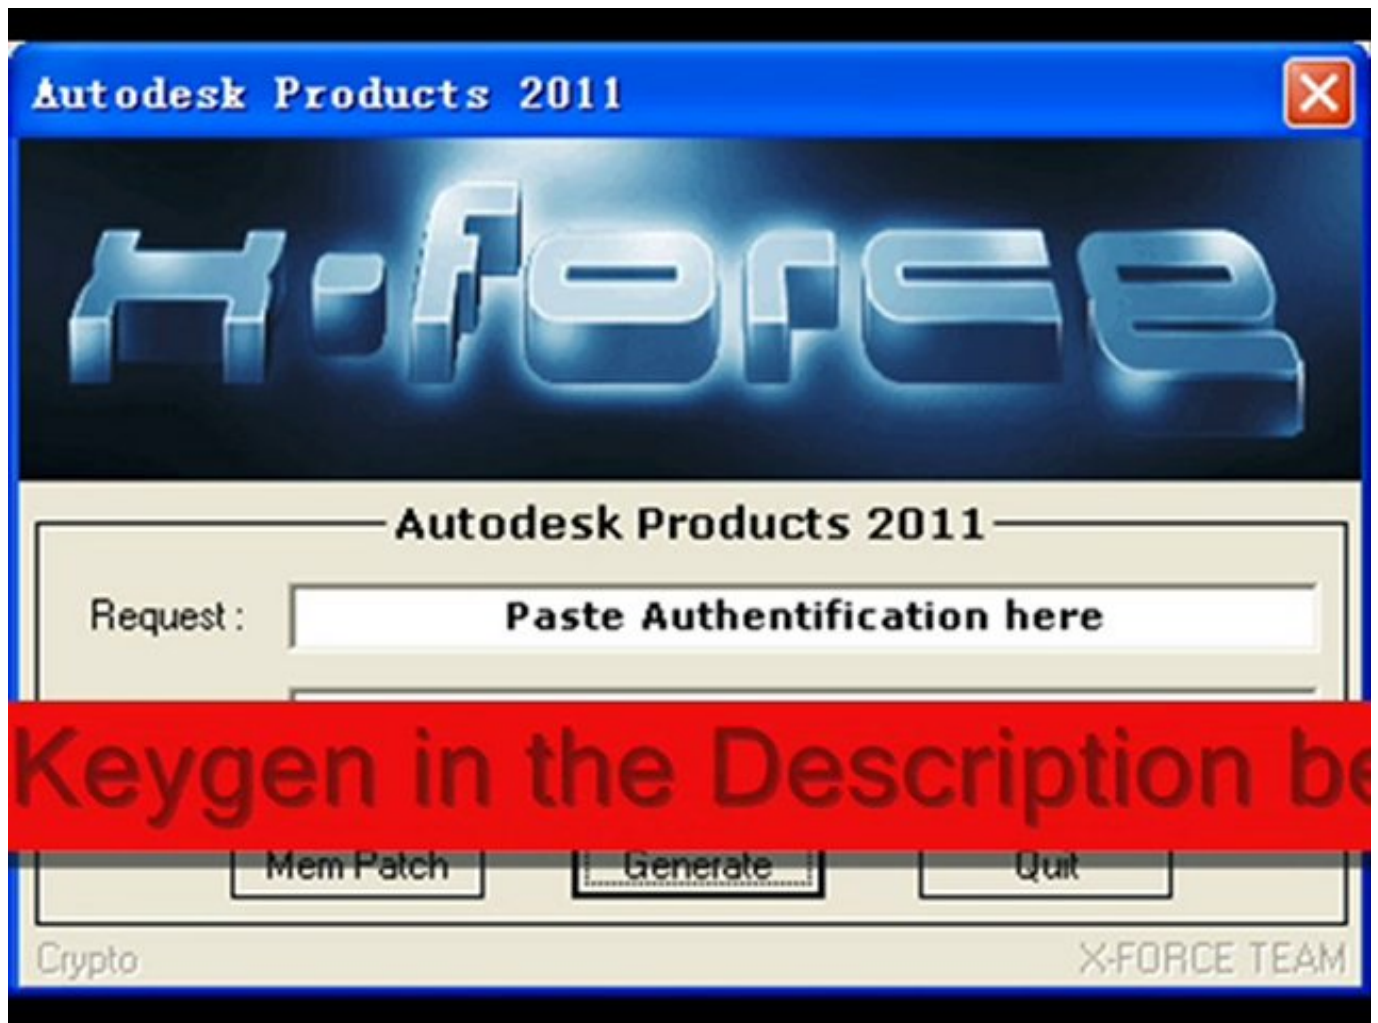 Autodesk Products 2011
X-force
Autodesk Products 2011
Request :
Paste Authentification here
Keygen in the Description be
Mem Patch
Generate
Quit
Crypto
X-FORCE TEAM